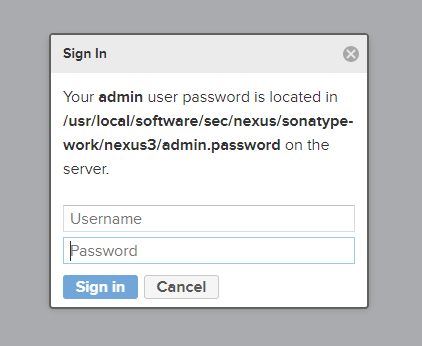 Sign In
Your admin user password is located in
/usr/local/software/sec/nexus/sonatype-
work/nexus3/admin.password on the
server.
Username
Password
Sign in Cancel